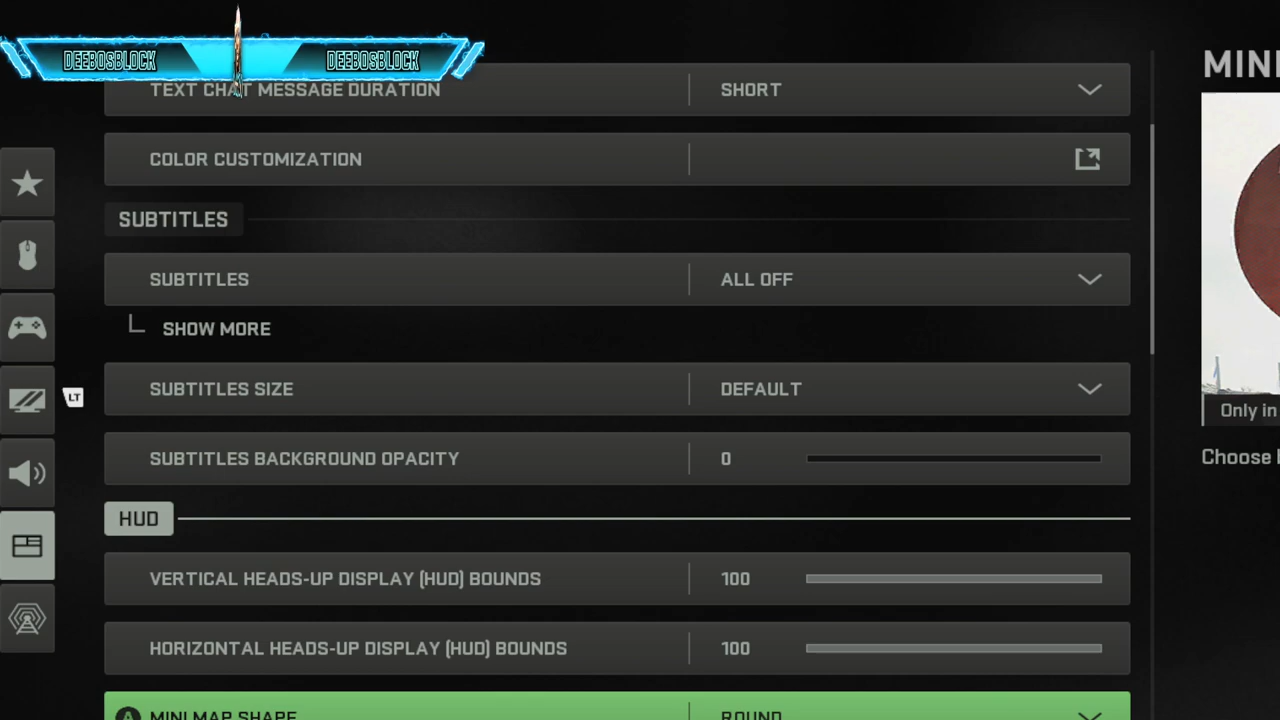 DEEBOSBLOCK DEEBOSBLOCK
TEXT CHAT MESSAGE DURATION SHORT
COLOR CUSTOMIZATION
SUBTITLES
SUBTITLES ALL OFF
SHOW MORE
LT
SUBTITLES SIZE DEFAULT
SUBTITLES BACKGROUND OPACITY 0
HUD
VERTICAL HEADS-UP DISPLAY (HUD) BOUNDS 100
HORIZONTAL HEADS-UP DISPLAY (HUD) BOUNDS 100
A MINI MAP SHAPE ROUND
MINI
Only in
Choose